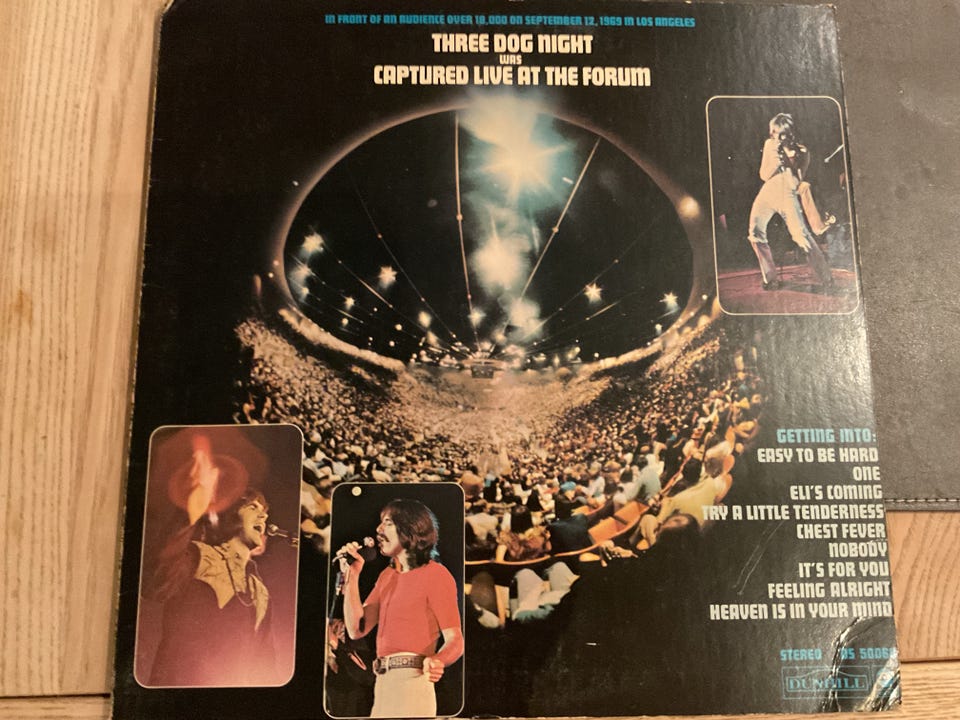 IN FRONT OF AN AUDIENCE OVER 18,000 ON SEPTEMBER 12, 1969 IN LOS ANGELES
THREE DOG NIGHT
WAS
CAPTURED LIVE AT THE FORUM
GETTING INTO:
EASY TO BE HARD
ONE
ELI'S COMING
TRY A LITTLE TENDERNESS
CHEST FEVER
NOBODY
IT'S FOR YOU
FEELING ALRIGHT
HEAVEN IS IN YOUR MIND
STEREO
DUNHILL